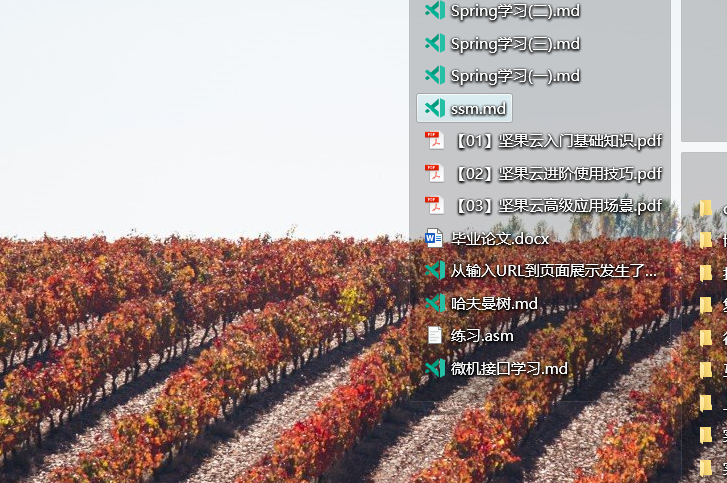 Spring学习(二).md
Spring学习(三).md
Spring学习(一).md
ssm.md
【01】坚果云入门基础知识.pdf
【02】坚果云进阶使用技巧.pdf
【03】坚果云高级应用场景.pdf
毕业论文.docx
从输入URL到页面展示发生了...
哈夫曼树.md
练习.asm
微机接口学习.md